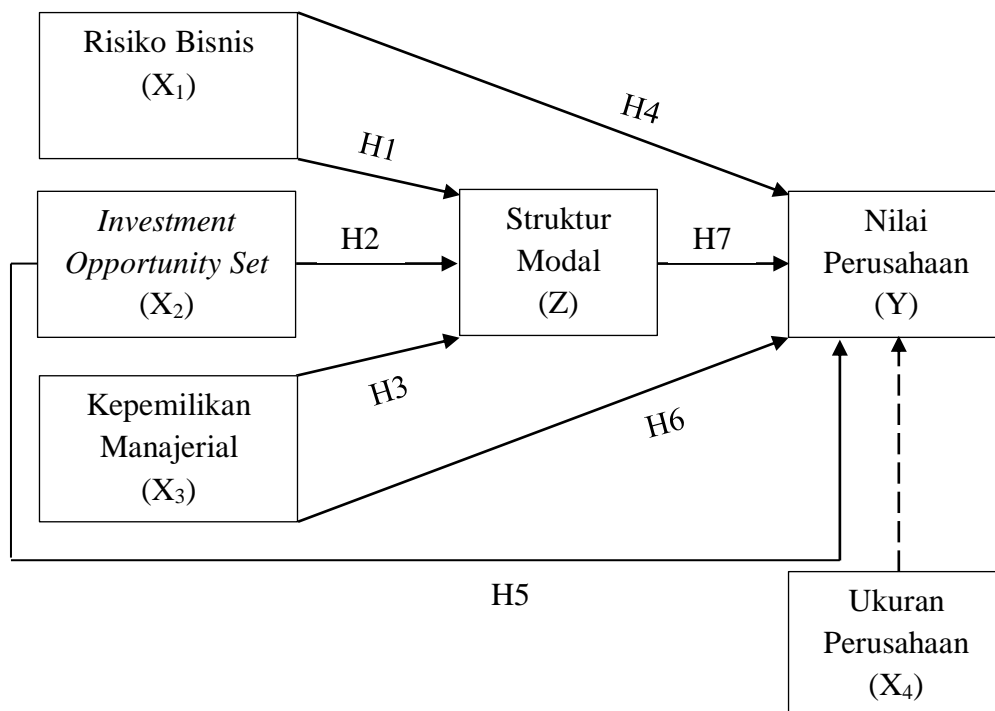 Risiko Bisnis
(X₁)
H4
H1
Investment
Opportunity Set
(X₂)
H2
Struktur
Modal
(Z)
H7
Nilai
Perusahaan
(Y)
Kepemilikan
Manajerial
(X₃)
H3
H6
H5
Ukuran
Perusahaan
(X₄)